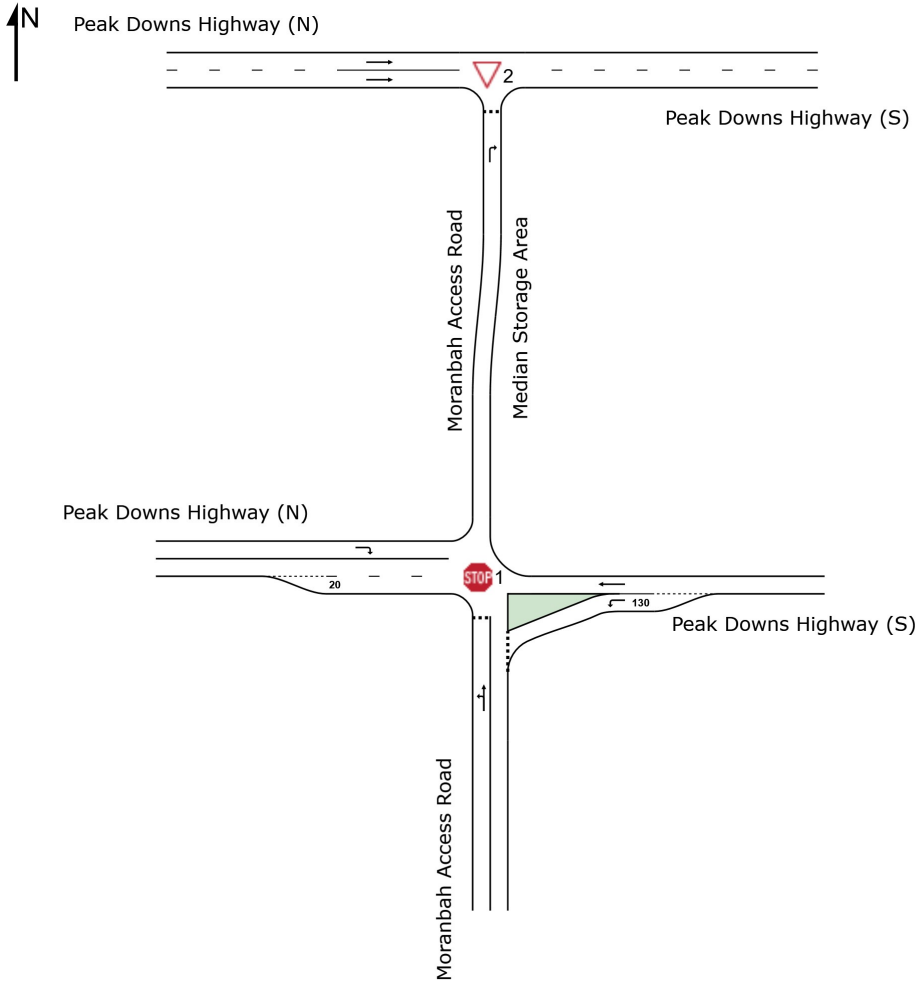 N
Peak Downs Highway (N)
2
Peak Downs Highway (S)
Moranbah Access Road
Median Storage Area
Peak Downs Highway (N)
STOP
1
20
130
Peak Downs Highway (S)
Moranbah Access Road